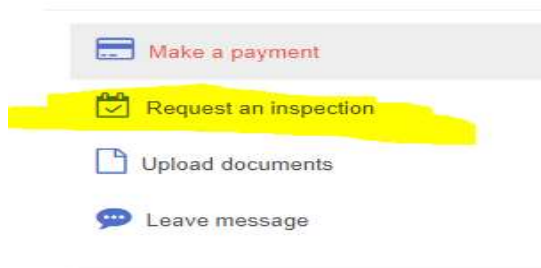 Make a payment
Request an inspection
Upload documents
Leave message